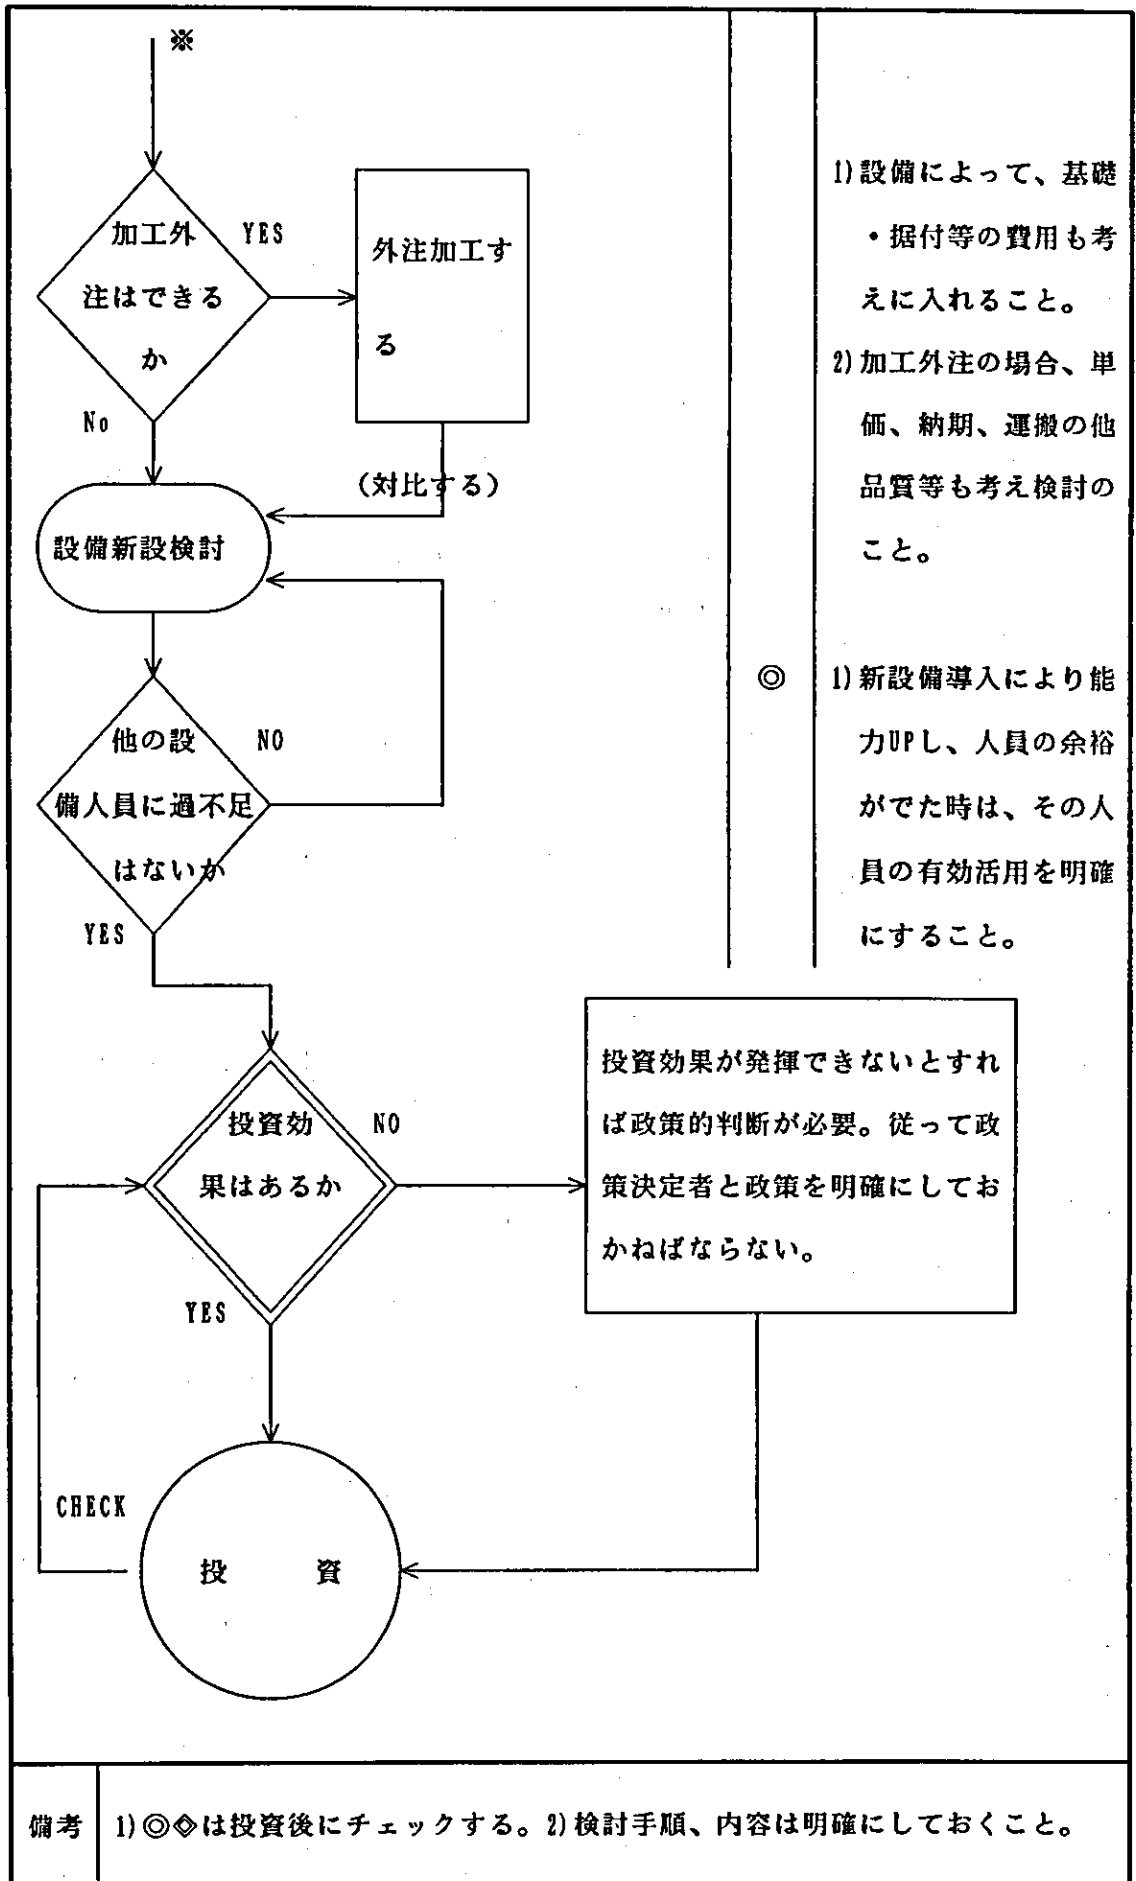 ※
加工外
注はできる
か
YES
No
外注加工す
る
(対比する)
設備新設検討
他の設
備人員に過不足
はないか
NO
YES
投資効
果はあるか
NO
YES
投資効果が発揮できないとすれ
ば政策的判断が必要。従って政
策決定者と政策を明確にしてお
かねばならない。
CHECK
投 資
1)設備によって、基礎
・据付等の費用も考
えに入れること。
2)加工外注の場合、単
価、納期、運搬の他
品質等も考え検討の
こと。
◎
1)新設備導入により能
力UPし、人員の余裕
がでた時は、その人
員の有効活用を明確
にすること。
備考
1)◎◈は投資後にチェックする。2)検討手順、内容は明確にしておくこと。